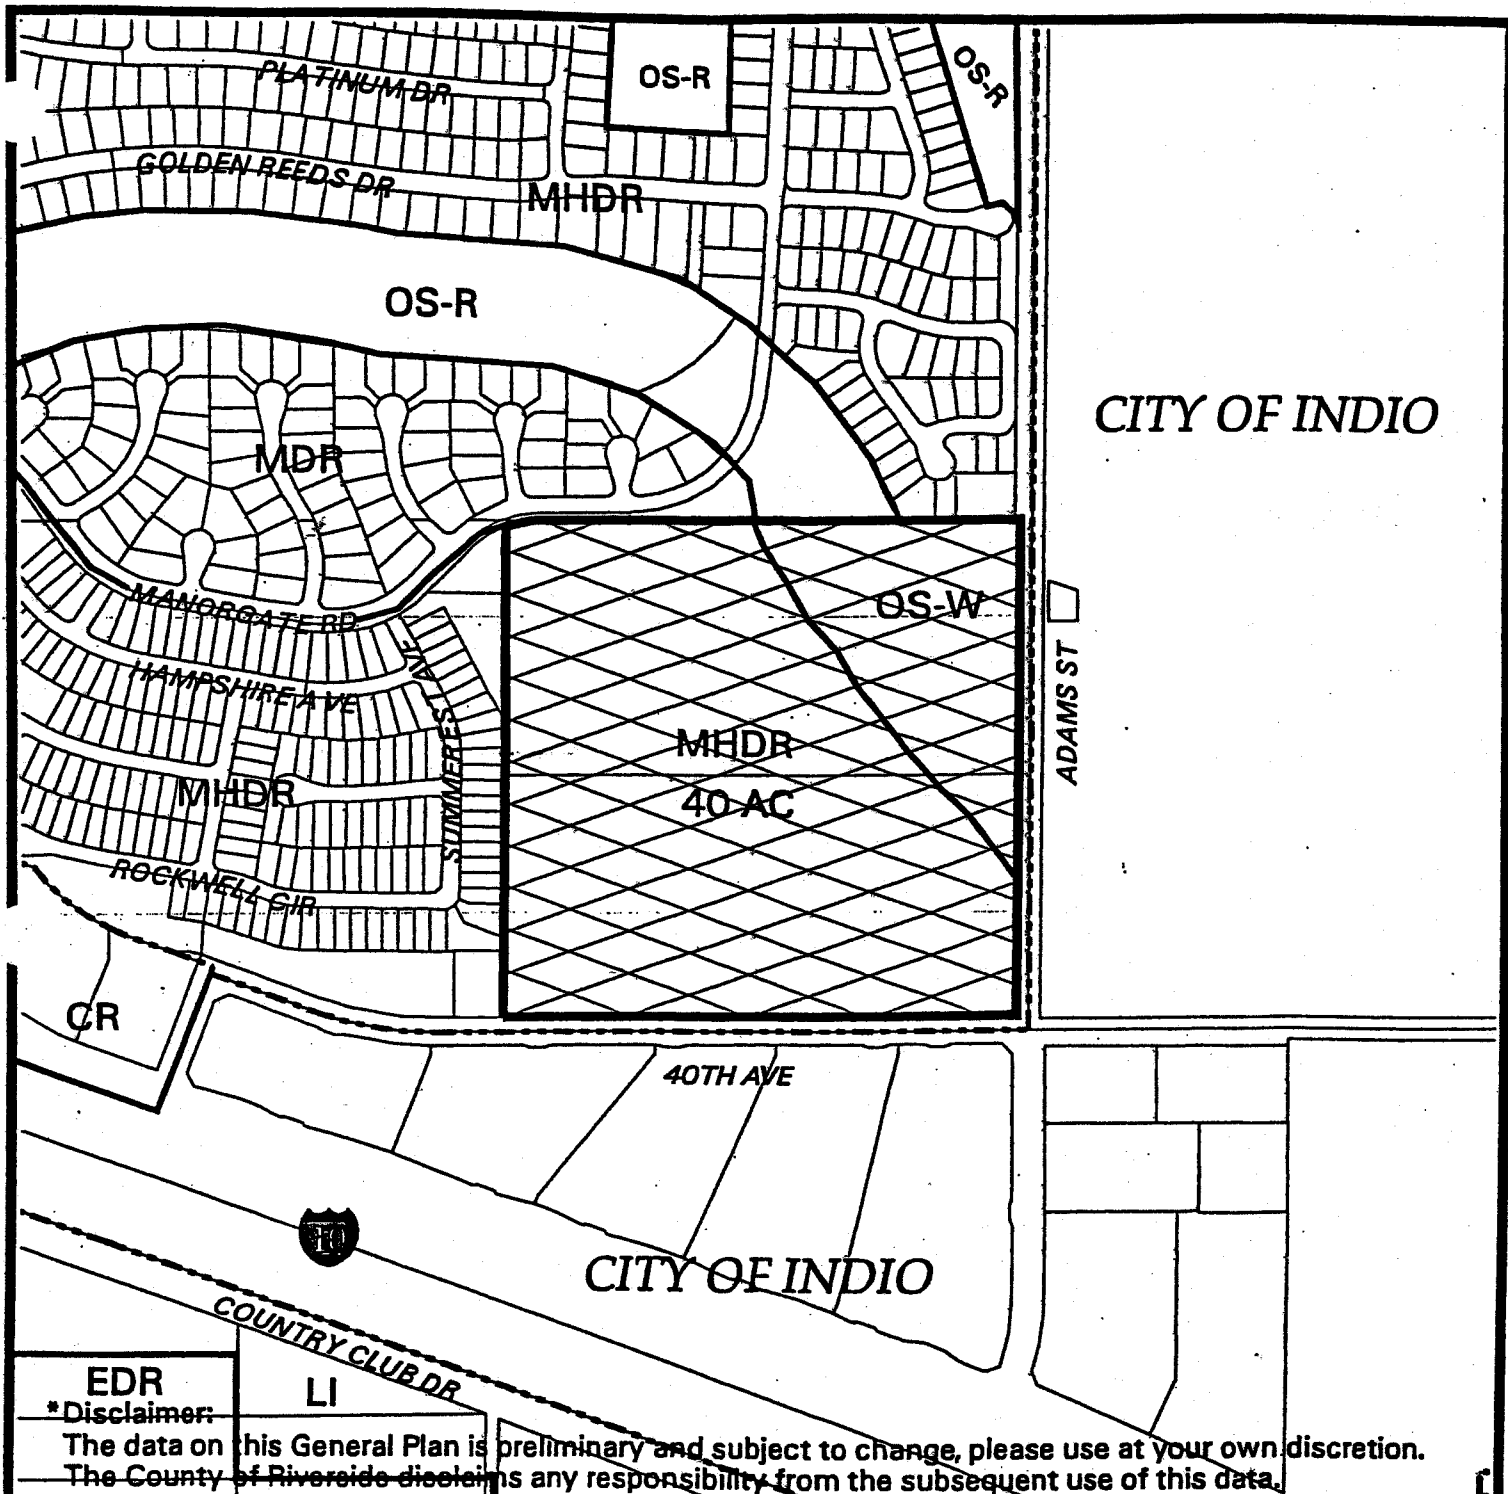 OS-R
OS-R
PLATINUM DR
GOLDEN REEDS DR
MHDR
OS-R
CITY OF INDIO
MDR
MANORGATE RD
OS-W
HAMPSHIRE AVE
SUMMEREST AVE
ADAMS ST
MHDR
40 AC
MHDR
ROCKWELL CIR
CR
40TH AVE
10
CITY OF INDIO
COUNTRY CLUB DR
EDR
LI
*Disclaimer:
The data on this General Plan is preliminary and subject to change, please use at your own discretion.
The County of Riverside disclaims any responsibility from the subsequent use of this data.